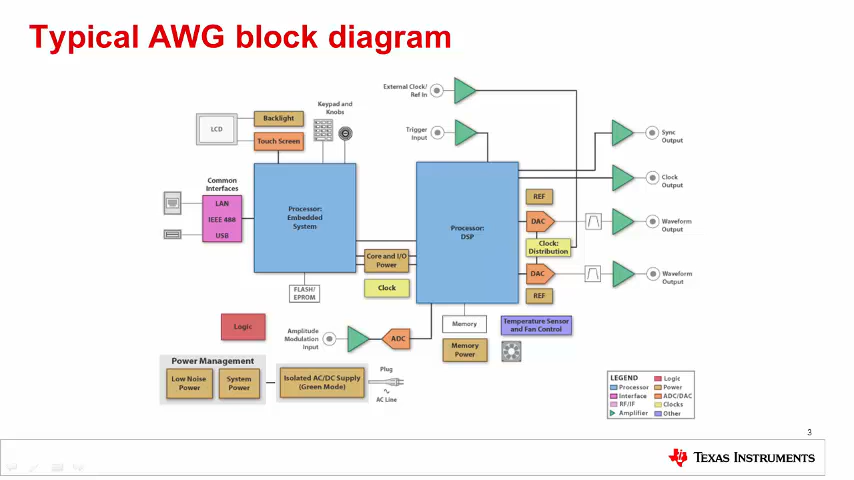 Typical AWG block diagram
External Clock/
Ref In
Keypad and
Knobs
Backlight
LCD
Trigger
Input
Sync
Output
Touch Screen
Common
Interfaces
Clock
Output
LAN
IEEE 488
USB
Processor:
Embedded
System
Processor:
DSP
REF
DAC
Waveform
Output
Clock:
Distribution
Core and I/O
Power
DAC
Waveform
Output
Clock
FLASH/
EPROM
REF
Logic
Amplitude
Modulation
Input
ADC
Memory
Temperature Sensor
and Fan Control
Memory
Power
Power Management
Low Noise
Power
System
Power
Isolated AC/DC Supply
(Green Mode)
Plug
AC Line
LEGEND
Processor
Interface
RF/IF
Amplifier
Logic
Power
ADC/DAC
Clocks
Other
3
TEXAS INSTRUMENTS